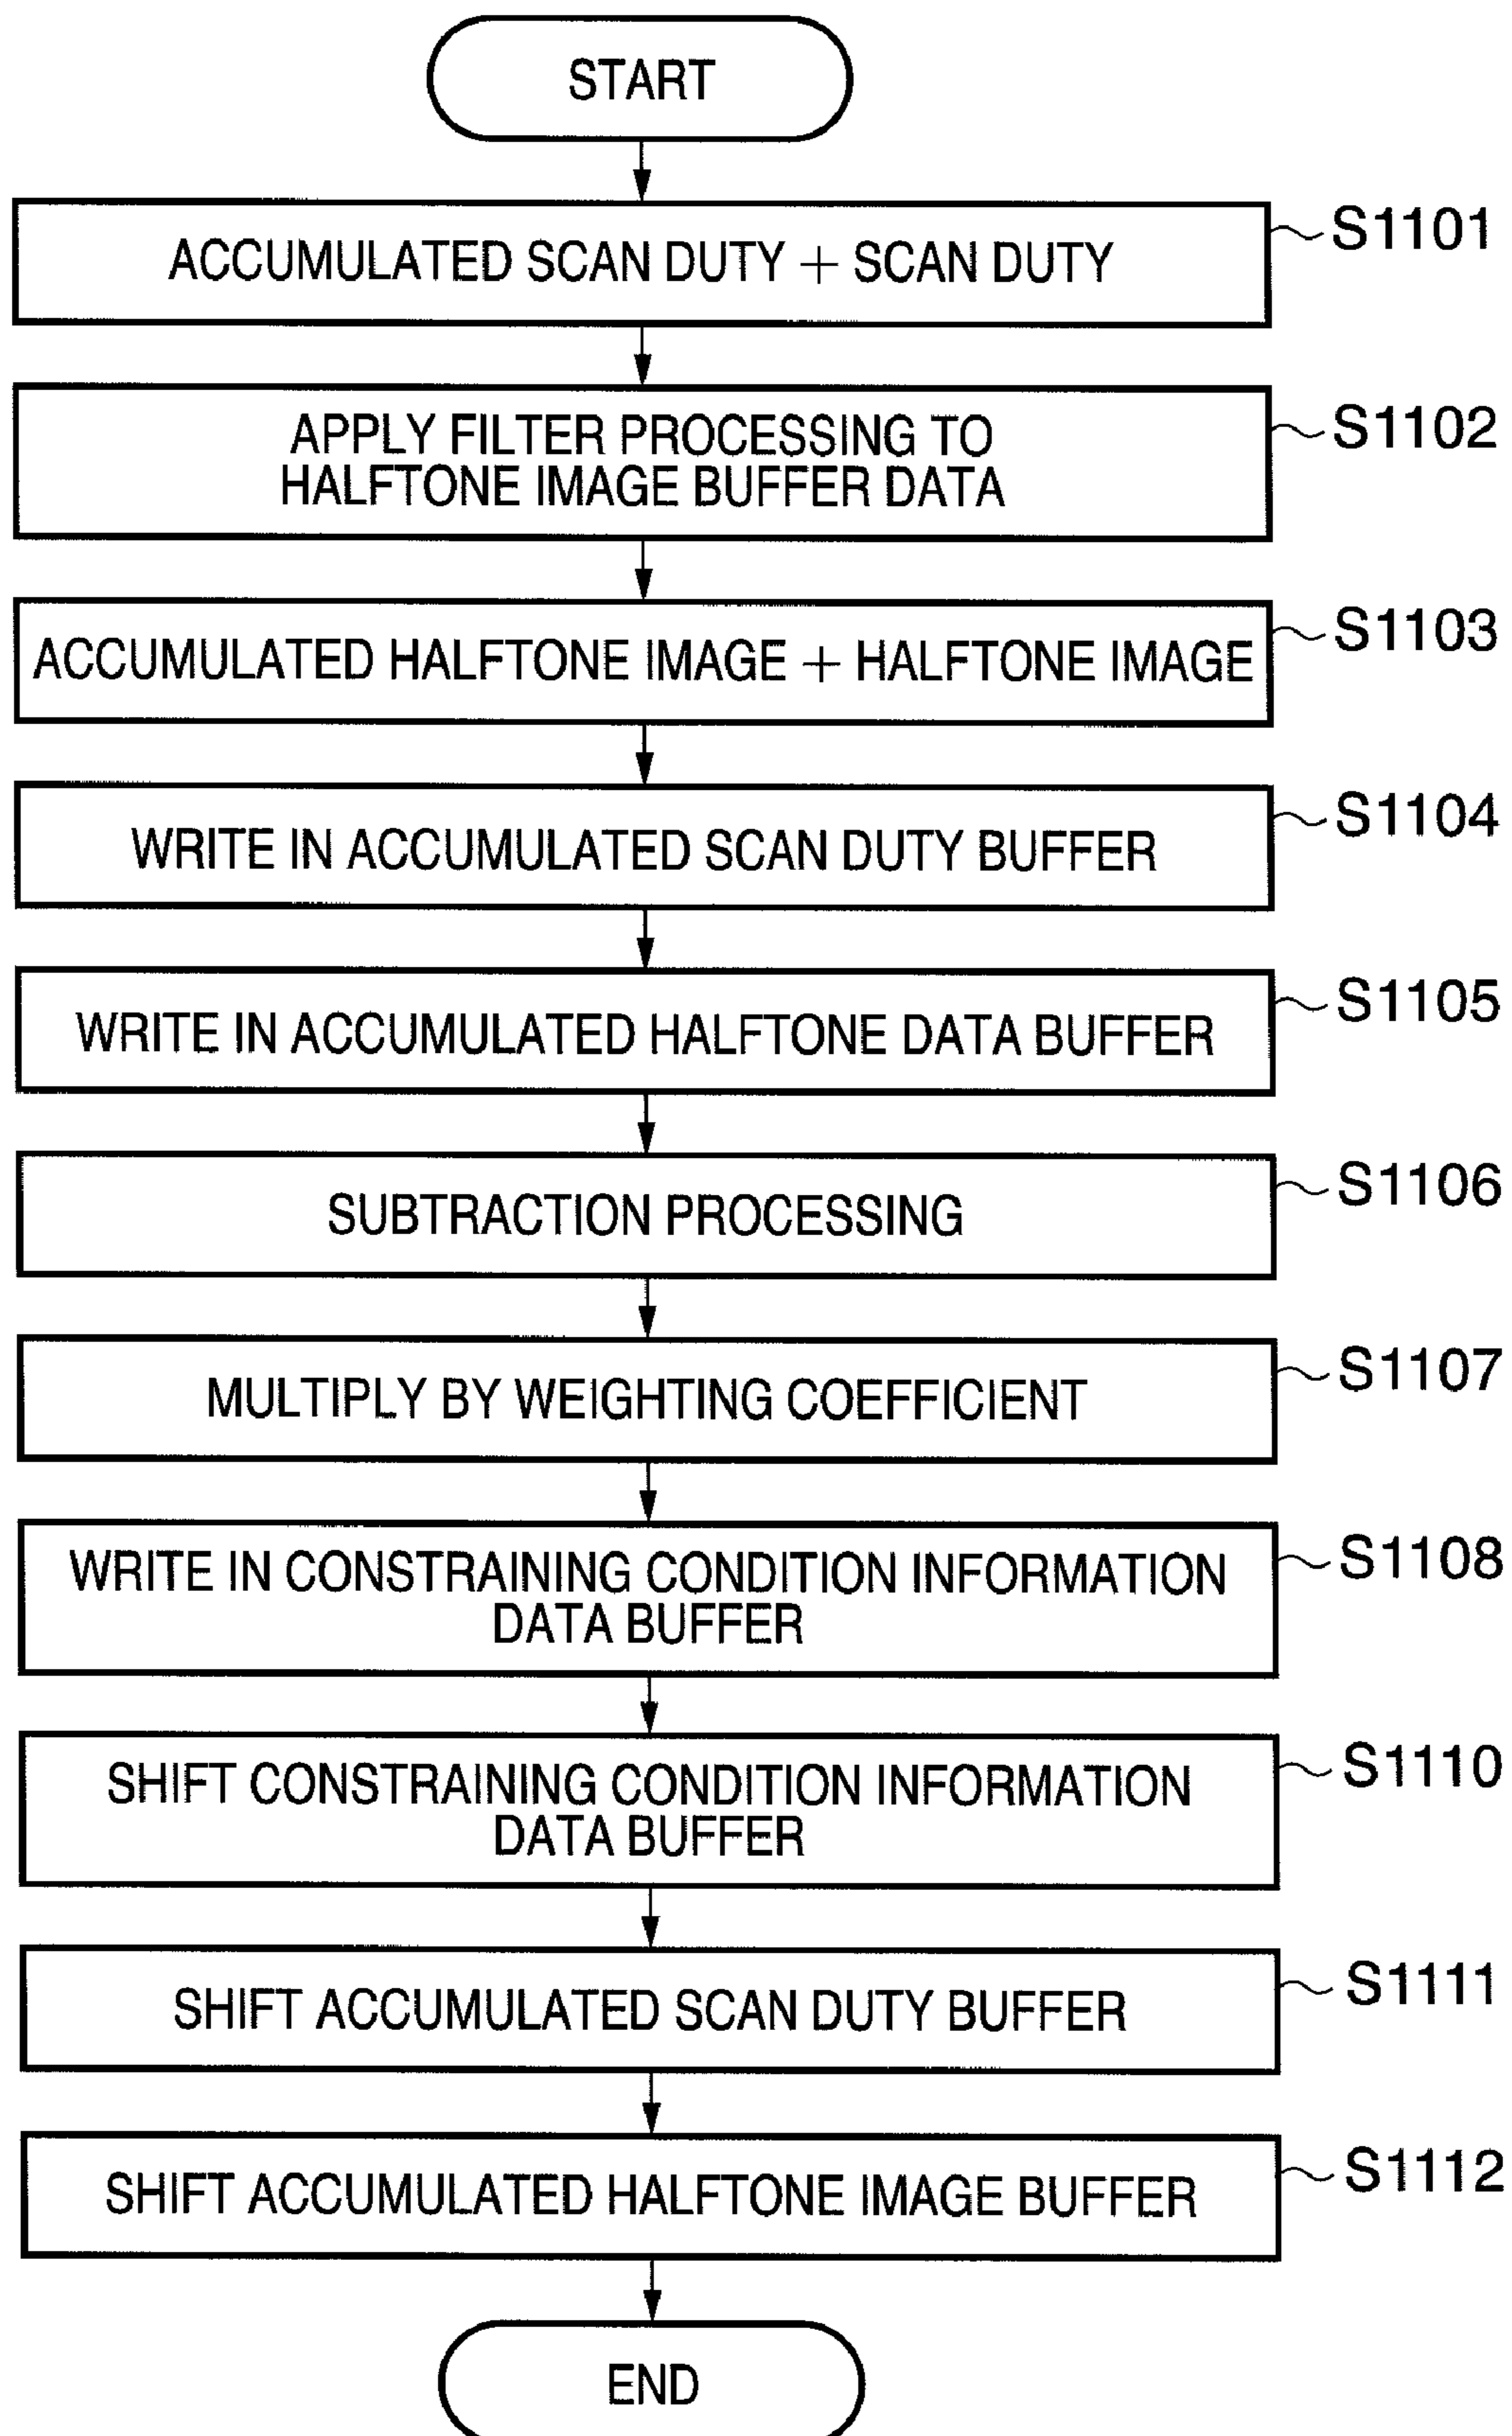 START
ACCUMULATED SCAN DUTY + SCAN DUTY
S1101
APPLY FILTER PROCESSING TO
HALFTONE IMAGE BUFFER DATA
S1102
ACCUMULATED HALFTONE IMAGE + HALFTONE IMAGE
S1103
WRITE IN ACCUMULATED SCAN DUTY BUFFER
S1104
WRITE IN ACCUMULATED HALFTONE DATA BUFFER
S1105
SUBTRACTION PROCESSING
S1106
MULTIPLY BY WEIGHTING COEFFICIENT
S1107
WRITE IN CONSTRAINING CONDITION INFORMATION
DATA BUFFER
S1108
SHIFT CONSTRAINING CONDITION INFORMATION
DATA BUFFER
S1110
SHIFT ACCUMULATED SCAN DUTY BUFFER
S1111
SHIFT ACCUMULATED HALFTONE IMAGE BUFFER
S1112
END